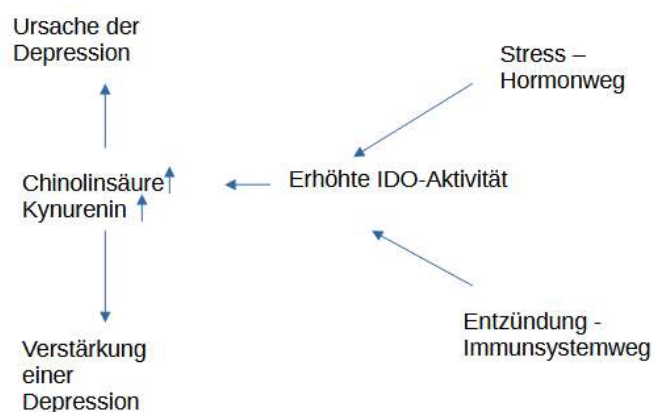 Ursache der
Depression
Stress –
Hormonweg
Chinolinsäure
Kynurenin
Erhöhte IDO-Aktivität
Entzündung -
Immunsystemweg
Verstärkung
einer
Depression